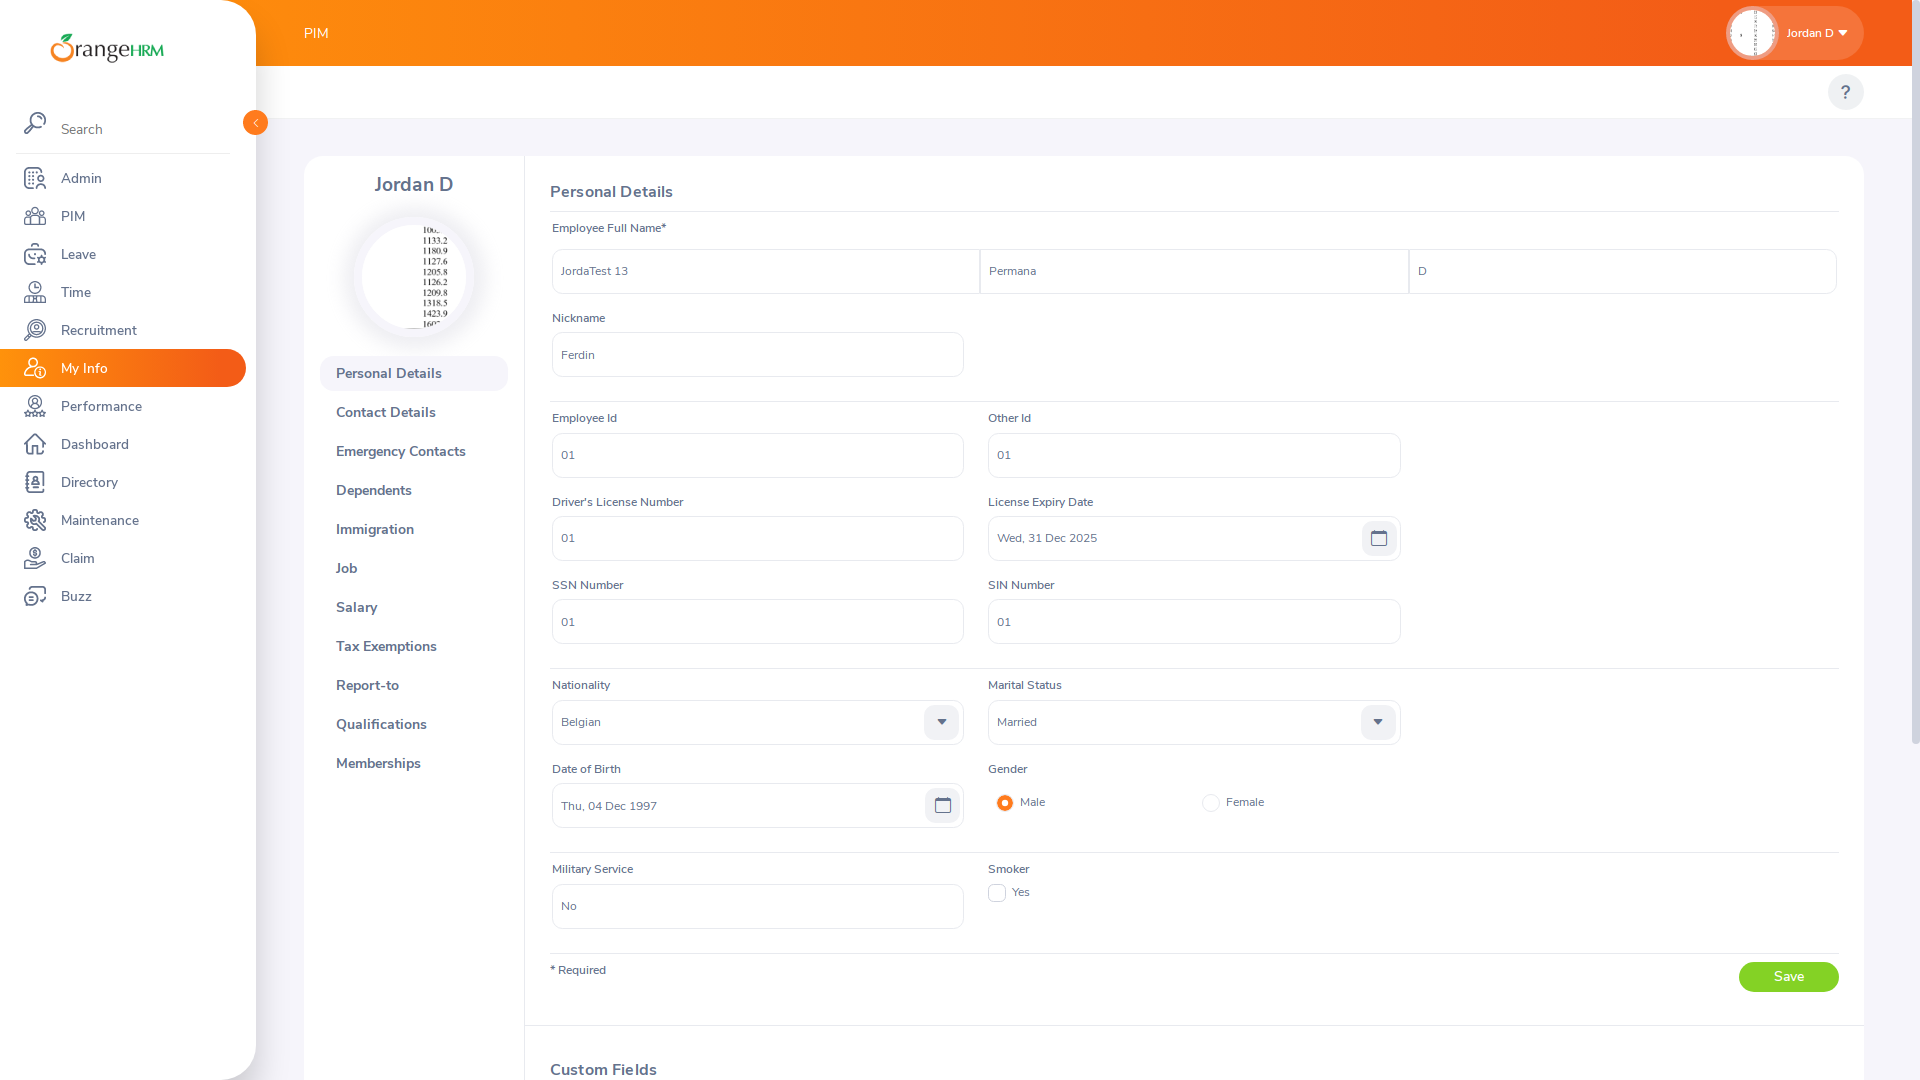 OrangeHRM
PIM
Jordan D
?
Search
Admin
PIM
Leave
Time
Recruitment
My Info
Performance
Dashboard
Directory
Maintenance
Claim
Buzz
Jordan D
1133.2
1180.9
1127.6
1205.8
1126.2
1209.8
1318.5
1423.9
Personal Details
Contact Details
Emergency Contacts
Dependents
Immigration
Job
Salary
Tax Exemptions
Report-to
Qualifications
Memberships
Personal Details
Employee Full Name*
JordaTest 13 Permana D
Nickname
Ferdin
Employee Id Other Id
01 01
Driver's License Number License Expiry Date
01 Wed, 31 Dec 2025
SSN Number SIN Number
01 01
Nationality Marital Status
Belgian Married
Date of Birth Gender
Thu, 04 Dec 1997 Male Female
Military Service Smoker
No Yes
* Required Save
Custom Fields